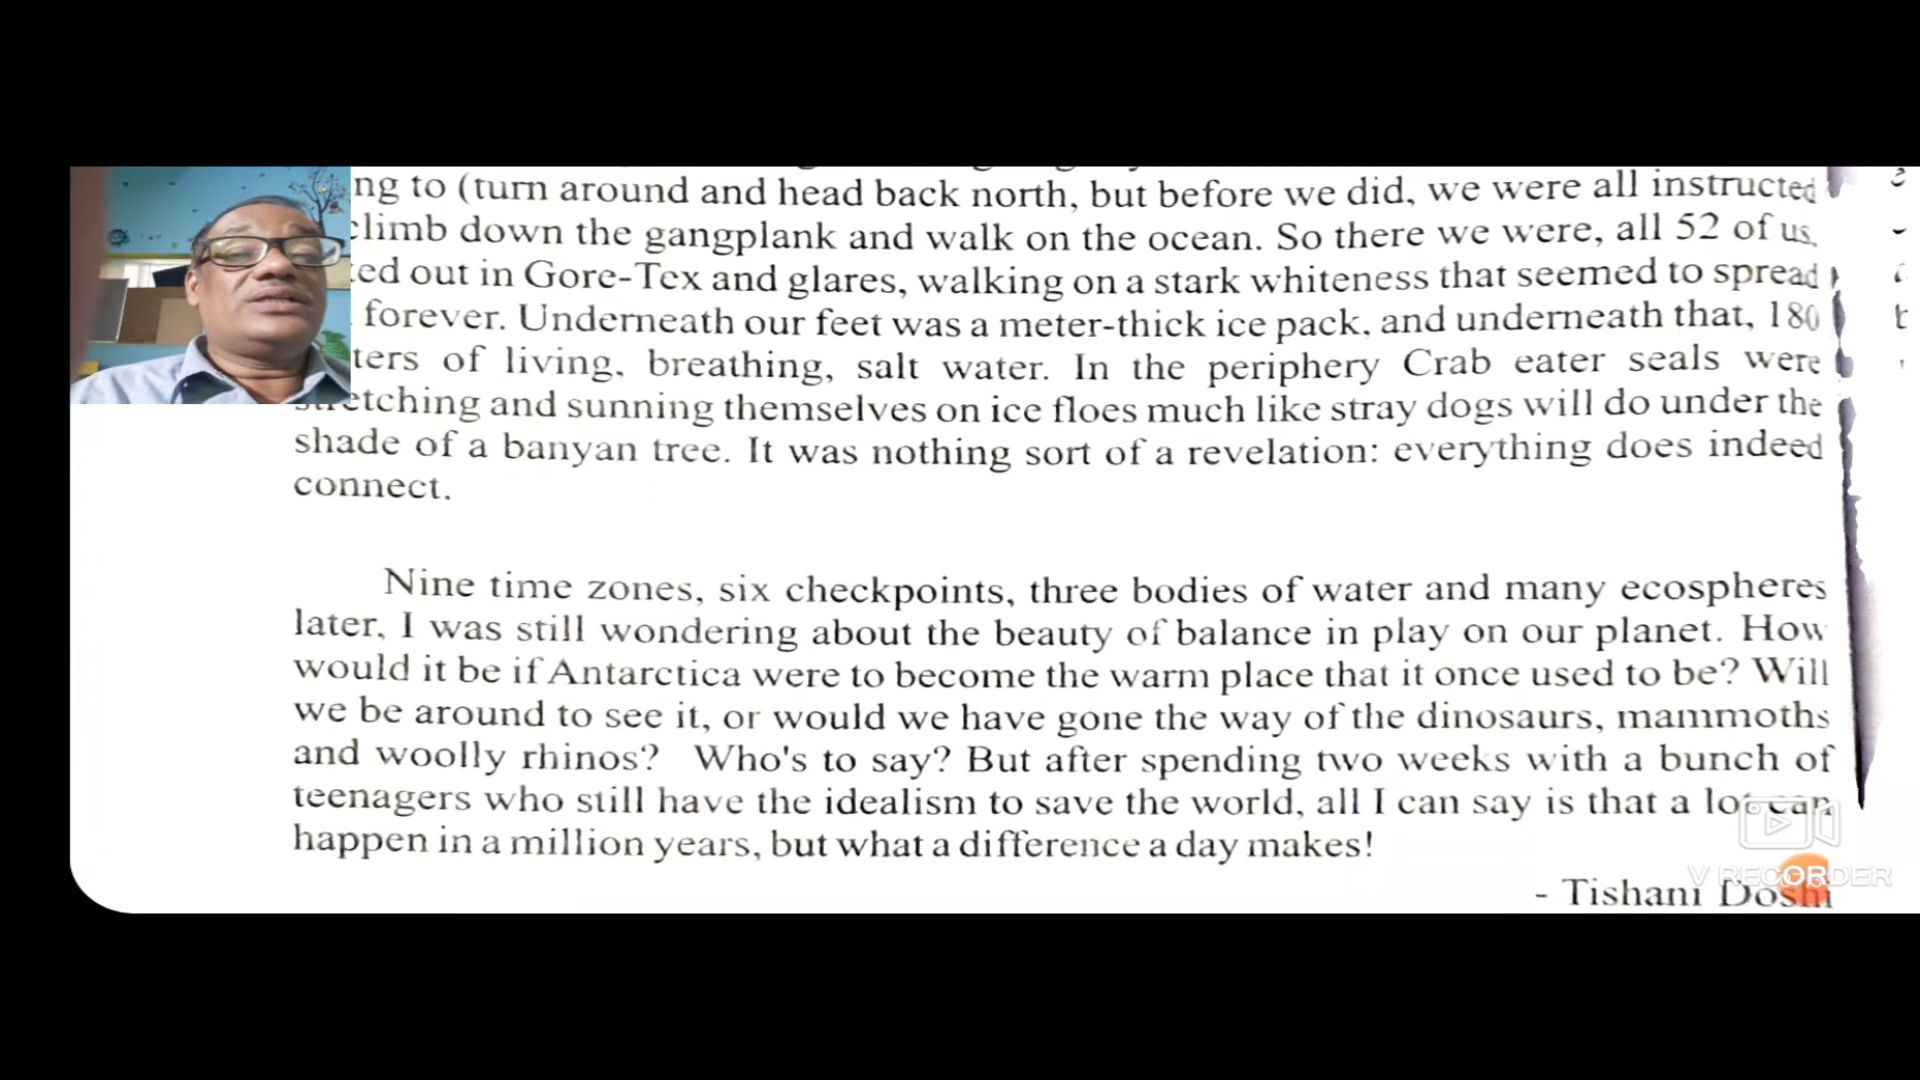 ng to (turn around and head back north, but before we did, we were all instructed
climb down the gangplank and walk on the ocean. So there we were, all 52 of us,
ed out in Gore-Tex and glares, walking on a stark whiteness that seemed to spread
forever. Underneath our feet was a meter-thick ice pack, and underneath that, 180
ters of living, breathing, salt water. In the periphery Crab eater seals were
stretching and sunning themselves on ice floes much like stray dogs will do under the
shade of a banyan tree. It was nothing sort of a revelation: everything does indeed
connect.
Nine time zones, six checkpoints, three bodies of water and many ecospheres
later, I was still wondering about the beauty of balance in play on our planet. How
would it be if Antarctica were to become the warm place that it once used to be? Will
we be around to see it, or would we have gone the way of the dinosaurs, mammoths
and woolly rhinos? Who's to say? But after spending two weeks with a bunch of
teenagers who still have the idealism to save the world, all I can say is that a lot can
happen in a million years, but what a difference a day makes!
- Tishani Doshi
V RECORDER